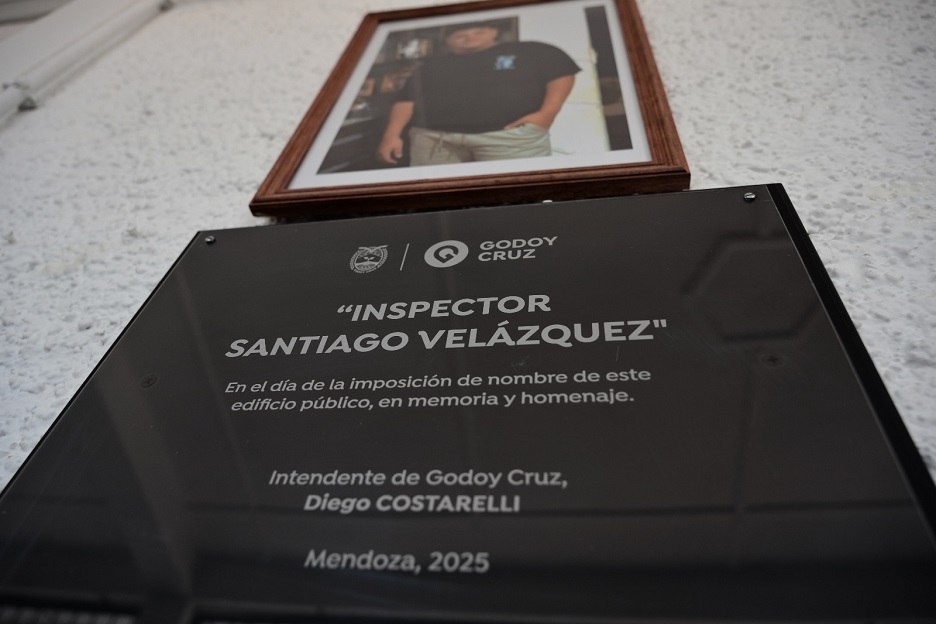 GODOY
CRUZ
“INSPECTOR
SANTIAGO VELÁZQUEZ"
En el día de la imposición de nombre de este
edificio público, en memoria y homenaje.
Intendente de Godoy Cruz,
Diego COSTARELLI
Mendoza, 2025